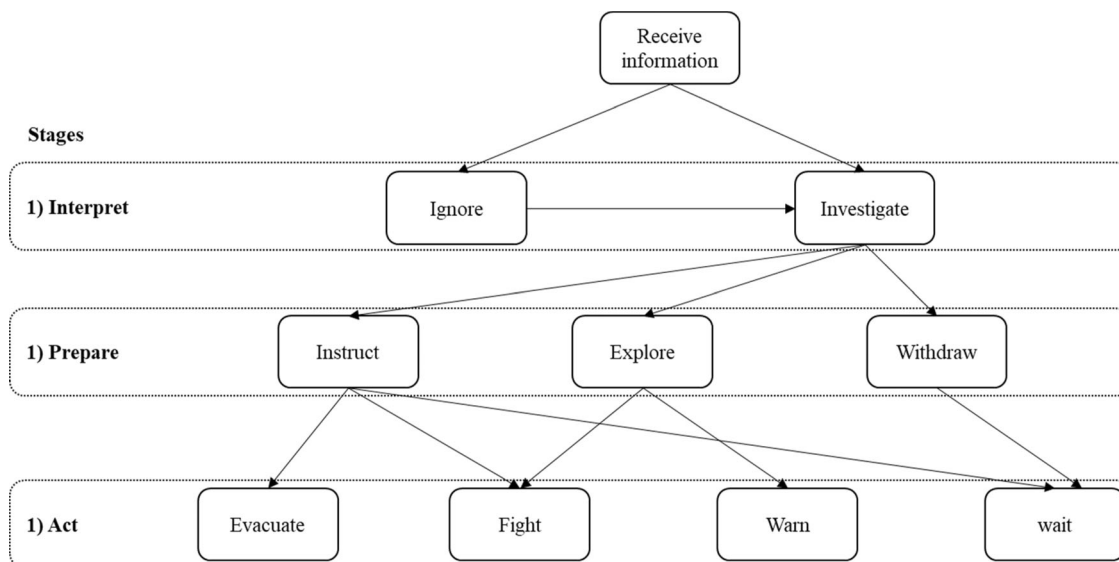 Receive
information
Stages
1) Interpret
Ignore
Investigate
1) Prepare
Instruct
Explore
Withdraw
1) Act
Evacuate
Fight
Warn
wait